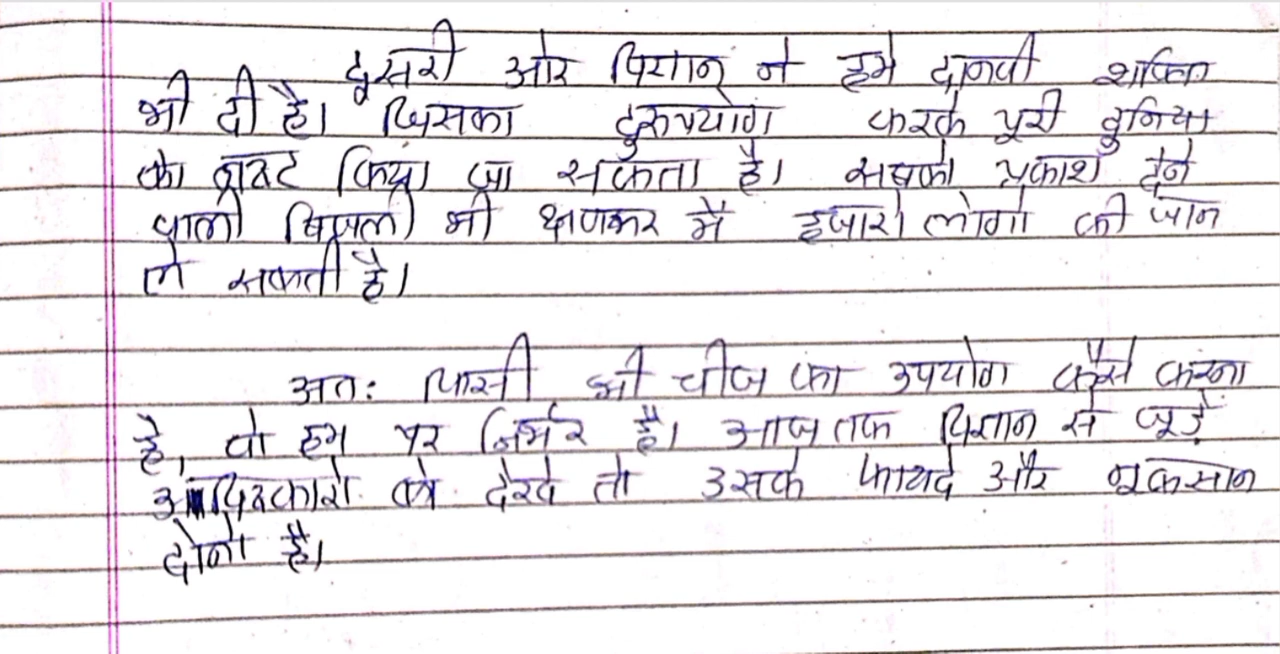 दुसरी ओर विज्ञान ने हमे दानवी शक्ति
भी दी है। जिसका दुरुपयोग करके पूरी दुनिया
को नष्ट किया जा सकता है। सबको प्रकाश देने
वाली बिजली भी क्षणभर में हजारो लोगो की जान
ले सकती है।
अतः किसी भी चीज का उपयोग कैसे करना
है, वो हम पर निर्भर है। आज तक विज्ञान से जूड़े
आविष्कारो को देखे तो उसके फायदे और नूकसान
दोनो है।